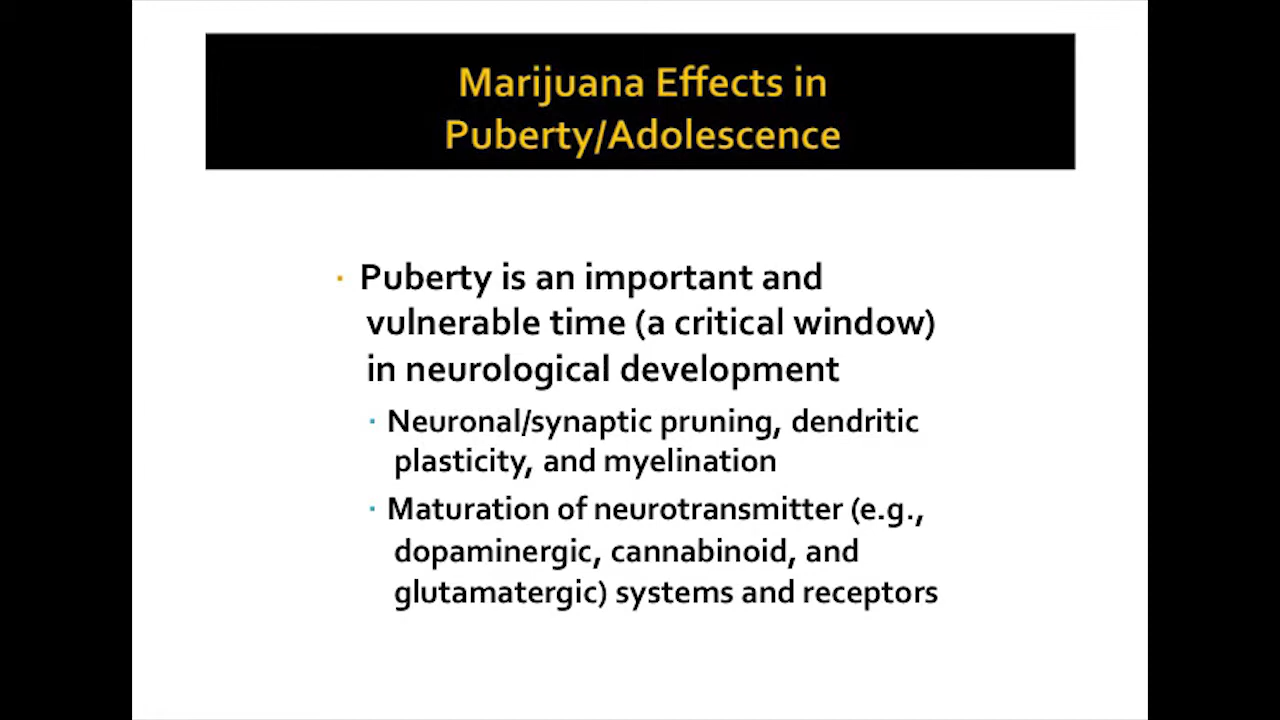 Marijuana Effects in
Puberty/Adolescence
· Puberty is an important and
vulnerable time (a critical window)
in neurological development
· Neuronal/synaptic pruning, dendritic
plasticity, and myelination
· Maturation of neurotransmitter (e.g.,
dopaminergic, cannabinoid, and
glutamatergic) systems and receptors